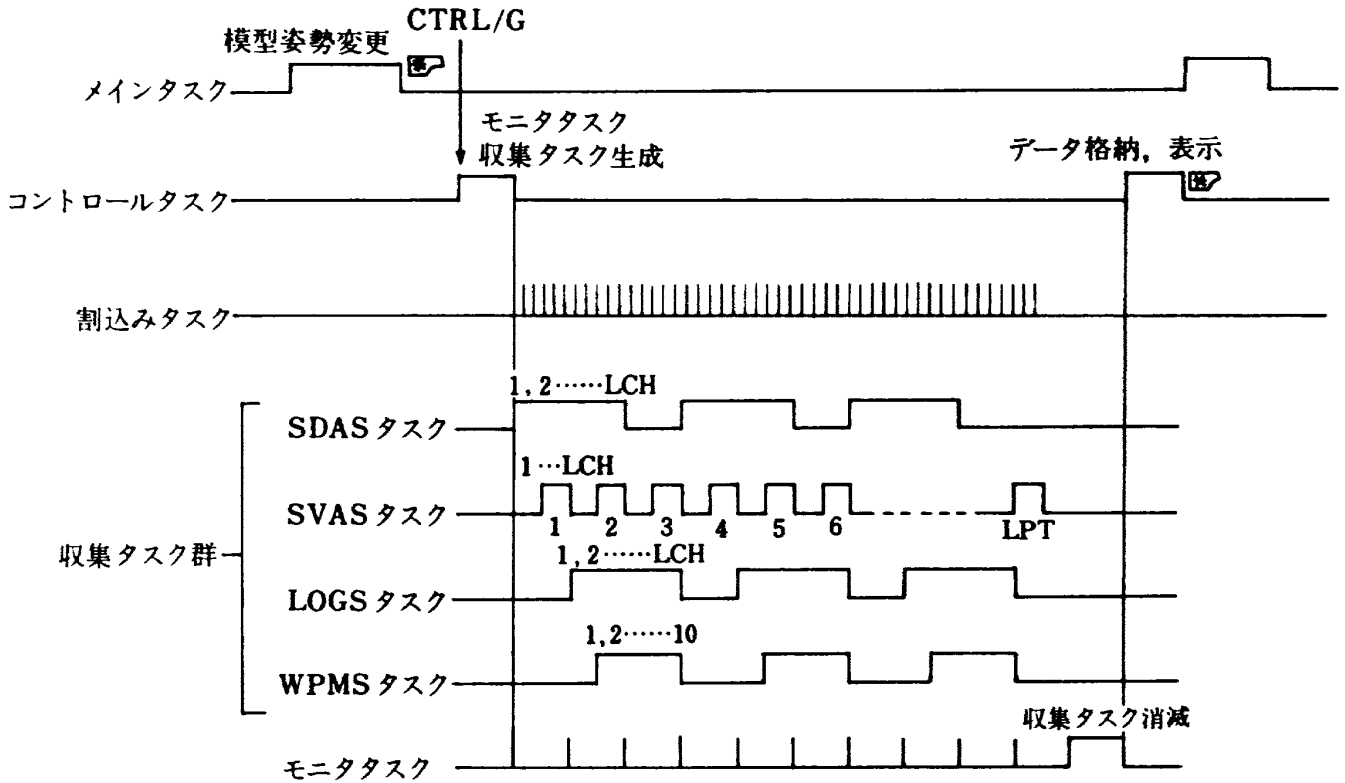 CTRL/G
模型姿勢変更
メインタスク
モニタタスク
収集タスク生成
データ格納，表示
コントロールタスク
割込みタスク
1，2……LCH
SDASタスク
1…LCH
SVASタスク
1 2 3 4 5 6 LPT
収集タスク群
1，2……LCH
LOGSタスク
1，2……10
WPMSタスク
収集タスク消滅
モニタタスク